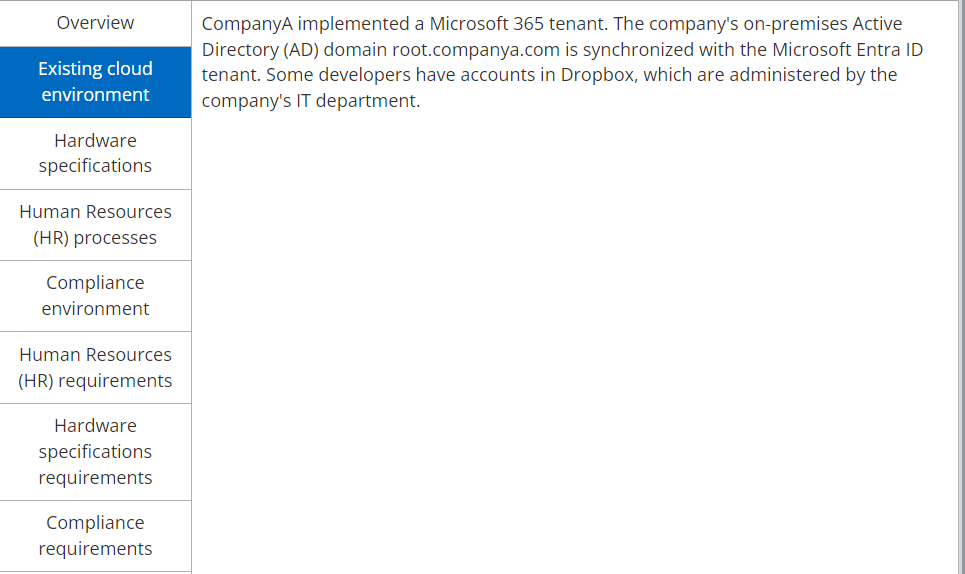 Overview
Existing cloud
environment
Hardware
specifications
Human Resources
(HR) processes
Compliance
environment
Human Resources
(HR) requirements
Hardware
specifications
requirements
Compliance
requirements
CompanyA implemented a Microsoft 365 tenant. The company's on-premises Active
Directory (AD) domain root.companya.com is synchronized with the Microsoft Entra ID
tenant. Some developers have accounts in Dropbox, which are administered by the
company's IT department.